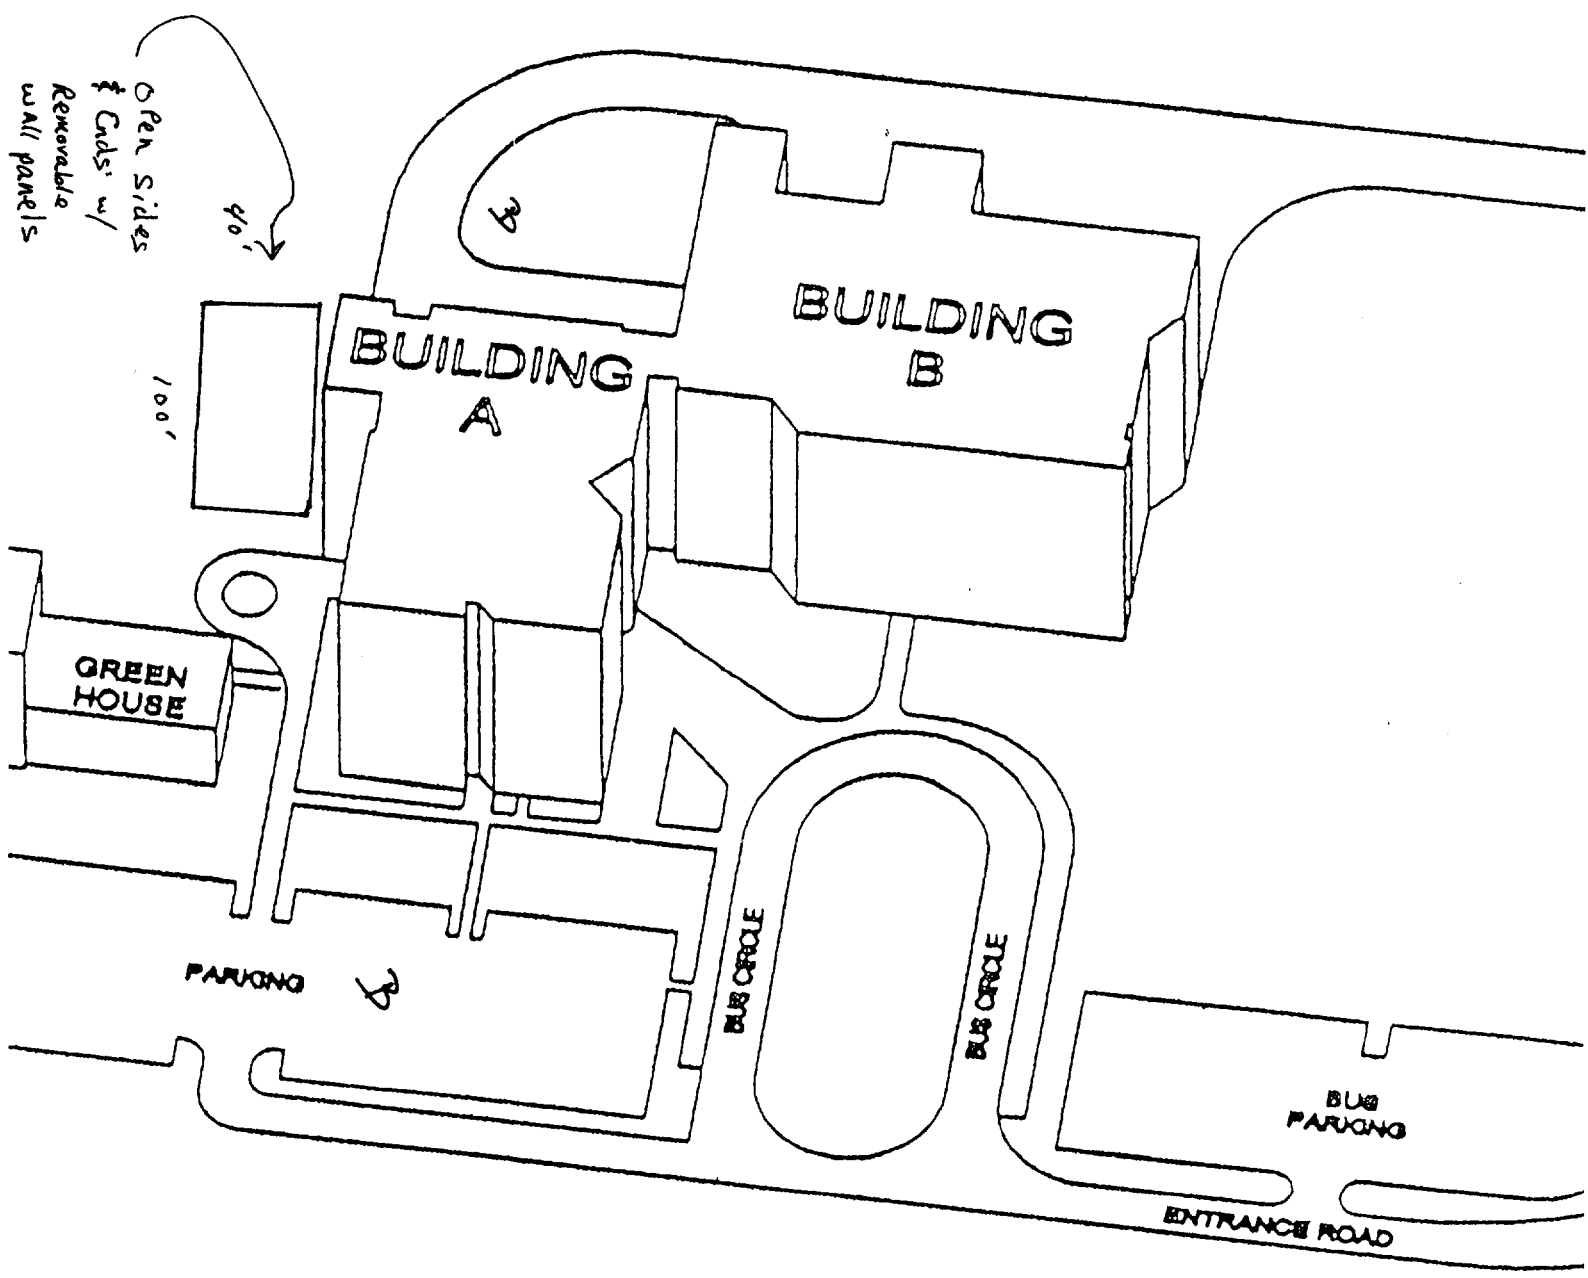 OPen Sides
& Ends w/
Removable
WAll panels
40'
100'
BUILDING
A
BUILDING
B
GREEN
HOUSE
PARKING
BUS CIRCLE
BUS CIRCLE
BUS
PARKING
ENTRANCE ROAD